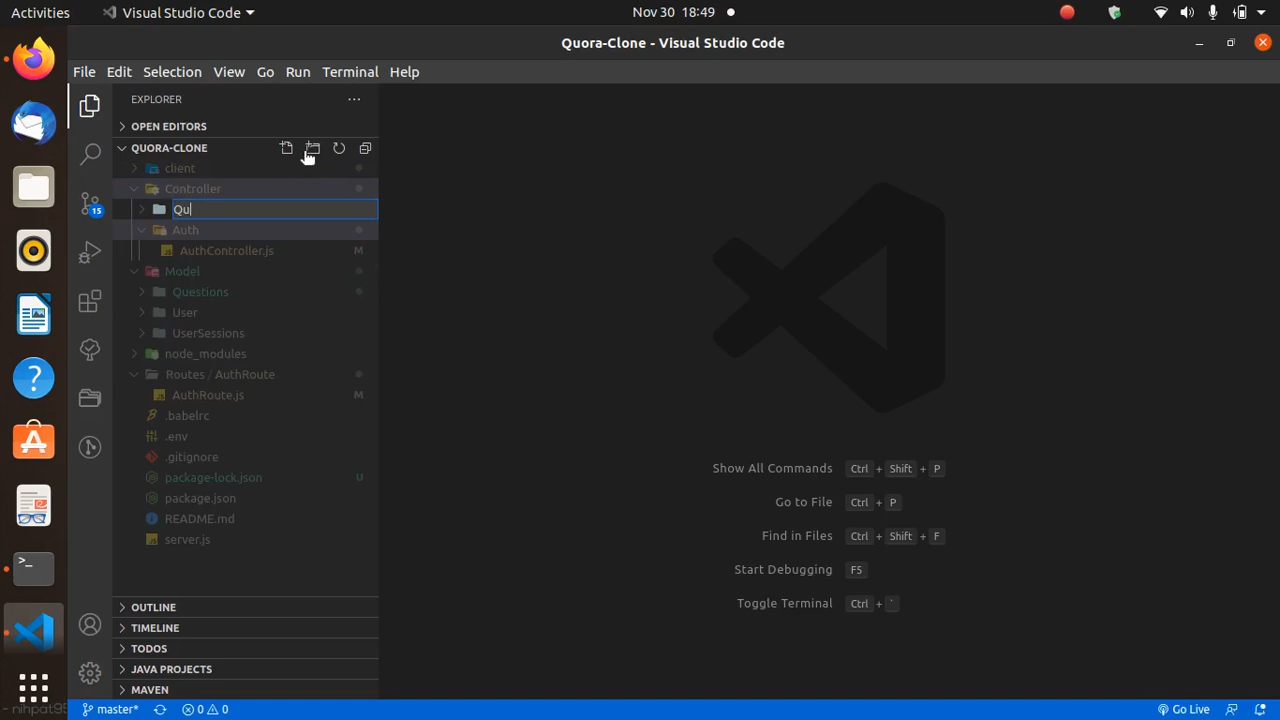 Activities
Visual Studio Code
Nov 30 18:49
Quora-Clone - Visual Studio Code
File Edit Selection View Go Run Terminal Help
EXPLORER
OPEN EDITORS
QUORA-CLONE
client
Controller
Qu
Auth
AuthController.js M
Model
Questions
User
UserSessions
node_modules
Routes / AuthRoute
AuthRoute.js M
.babelrc
.env
.gitignore
package-lock.json U
package.json
README.md
server.js
15
Show All Commands Ctrl + Shift + P
Go to File Ctrl + P
Find in Files Ctrl + Shift + F
Start Debugging F5
Toggle Terminal Ctrl + `
OUTLINE
TIMELINE
TODOS
JAVA PROJECTS
MAVEN
~ nihpat95
master* 0 0 Go Live